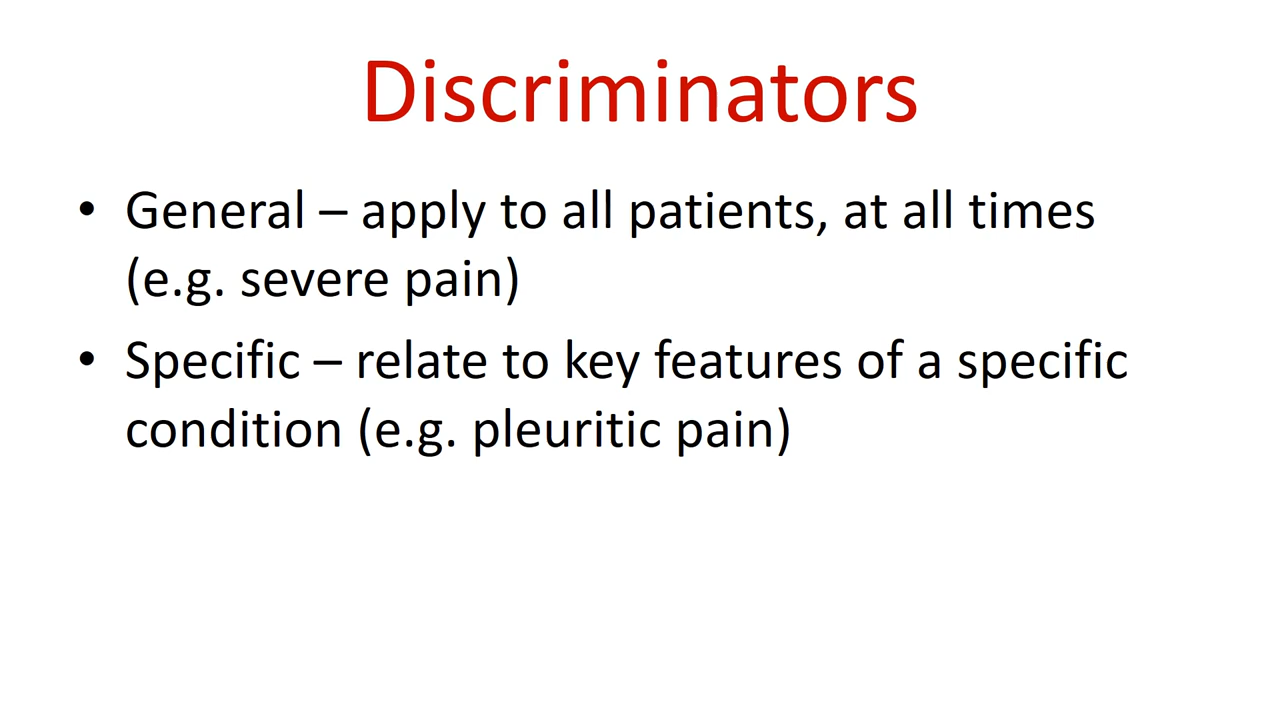 Discriminators
• General – apply to all patients, at all times
(e.g. severe pain)
• Specific – relate to key features of a specific
condition (e.g. pleuritic pain)